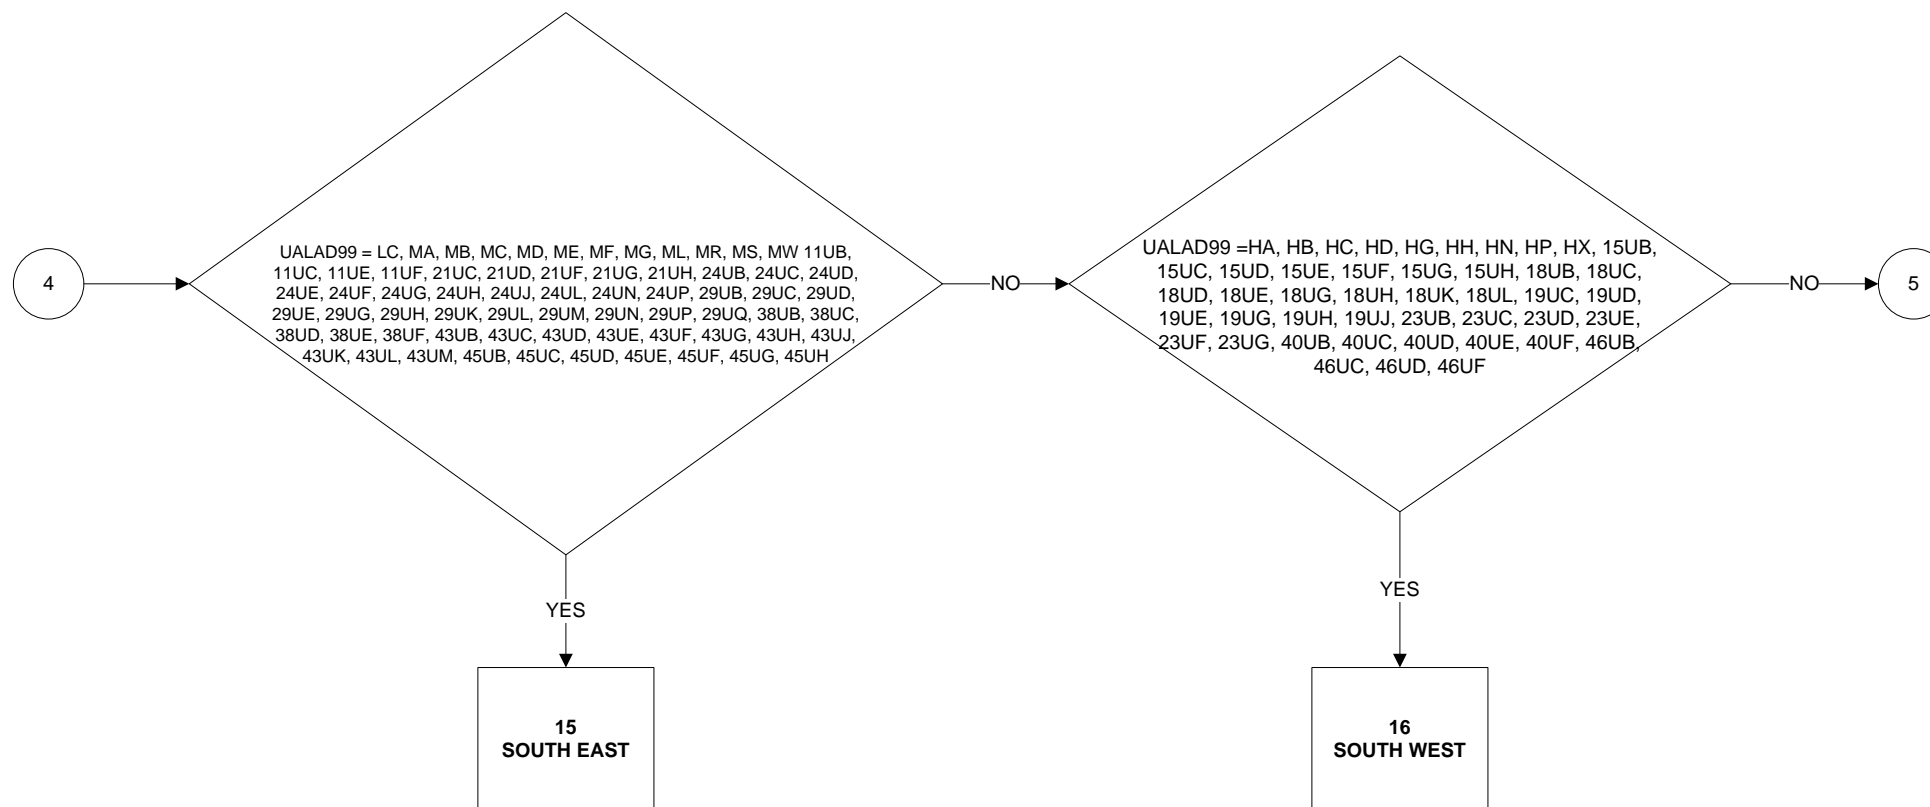 4
UALAD99 = LC, MA, MB, MC, MD, ME, MF, MG, ML, MR, MS, MW 11UB,
11UC, 11UE, 11UF, 21UC, 21UD, 21UF, 21UG, 21UH, 24UB, 24UC, 24UD,
24UE, 24UF, 24UG, 24UH, 24UJ, 24UL, 24UN, 24UP, 29UB, 29UC, 29UD,
29UE, 29UG, 29UH, 29UK, 29UL, 29UM, 29UN, 29UP, 29UQ, 38UB, 38UC,
38UD, 38UE, 38UF, 43UB, 43UC, 43UD, 43UE, 43UF, 43UG, 43UH, 43UJ,
43UK, 43UL, 43UM, 45UB, 45UC, 45UD, 45UE, 45UF, 45UG, 45UH
NO
UALAD99 =HA, HB, HC, HD, HG, HH, HN, HP, HX, 15UB,
15UC, 15UD, 15UE, 15UF, 15UG, 15UH, 18UB, 18UC,
18UD, 18UE, 18UG, 18UH, 18UK, 18UL, 19UC, 19UD,
19UE, 19UG, 19UH, 19UJ, 23UB, 23UC, 23UD, 23UE,
23UF, 23UG, 40UB, 40UC, 40UD, 40UE, 40UF, 46UB,
46UC, 46UD, 46UF
NO
5
YES
YES
15
SOUTH EAST
16
SOUTH WEST